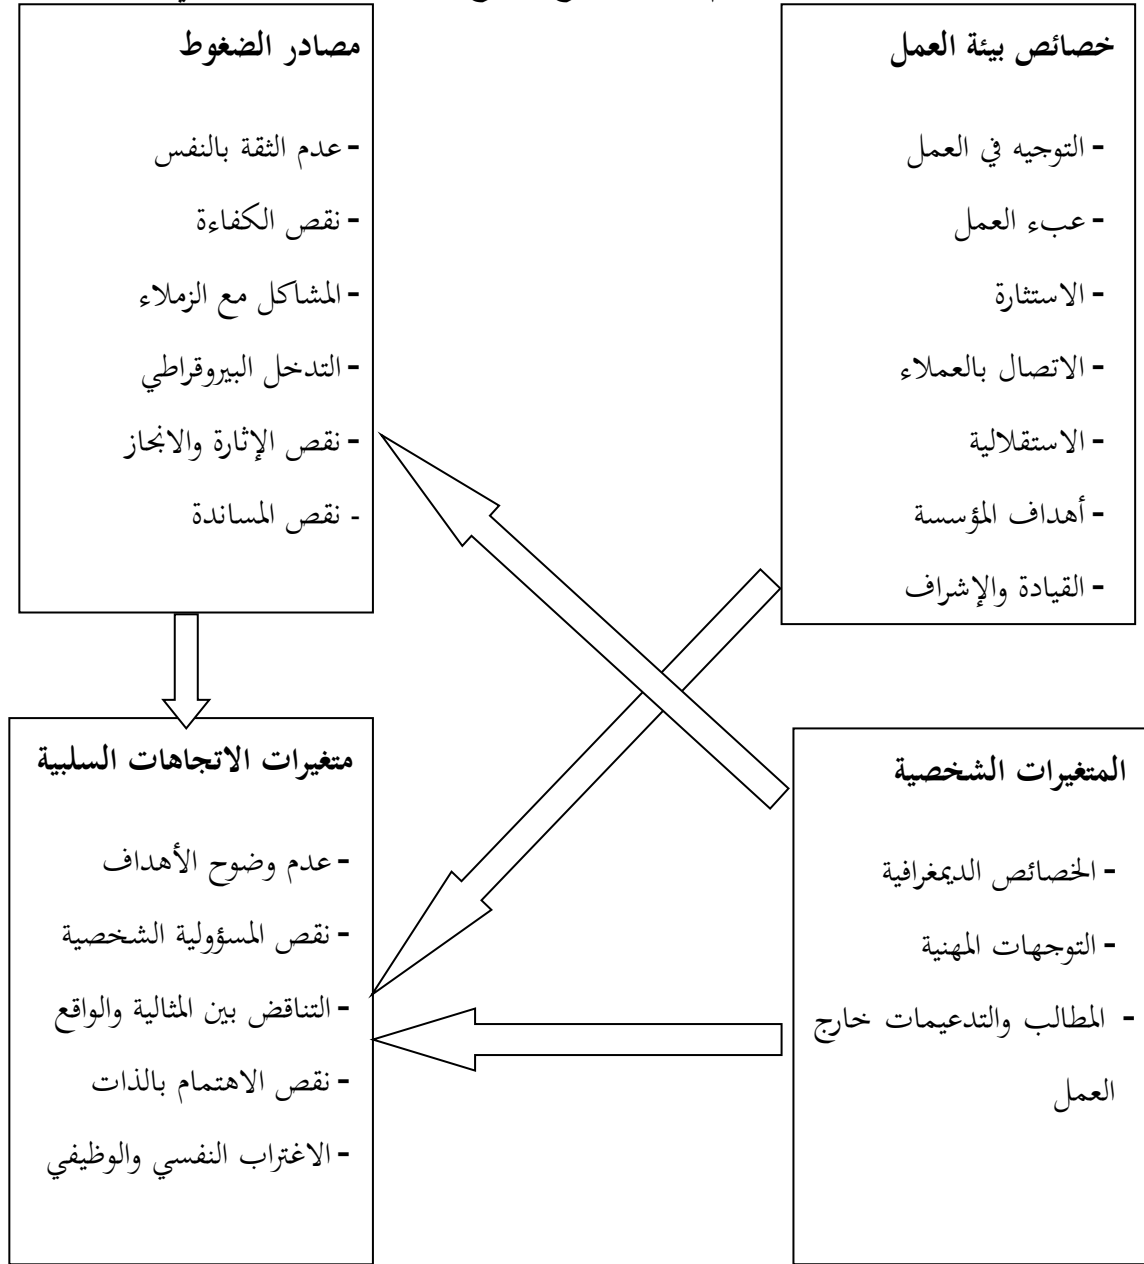 خصائص بيئة العمل
- التوجيه في العمل
- عبء العمل
- الاستثارة
- الاتصال بالعملاء
- الاستقلالية
- أهداف المؤسسة
- القيادة والإشراف
مصادر الضغوط
- عدم الثقة بالنفس
- نقص الكفاءة
- المشاكل مع الزملاء
- التدخل البيروقراطي
- نقص الإثارة والانجاز
- نقص المساندة
المتغيرات الشخصية
- الخصائص الديمغرافية
- التوجهات المهنية
- المطالب والتدعيمات خارج
العمل
متغيرات الاتجاهات السلبية
- عدم وضوح الأهداف
- نقص المسؤولية الشخصية
- التناقض بين المثالية والواقع
- نقص الاهتمام بالذات
- الاغتراب النفسي والوظيفي